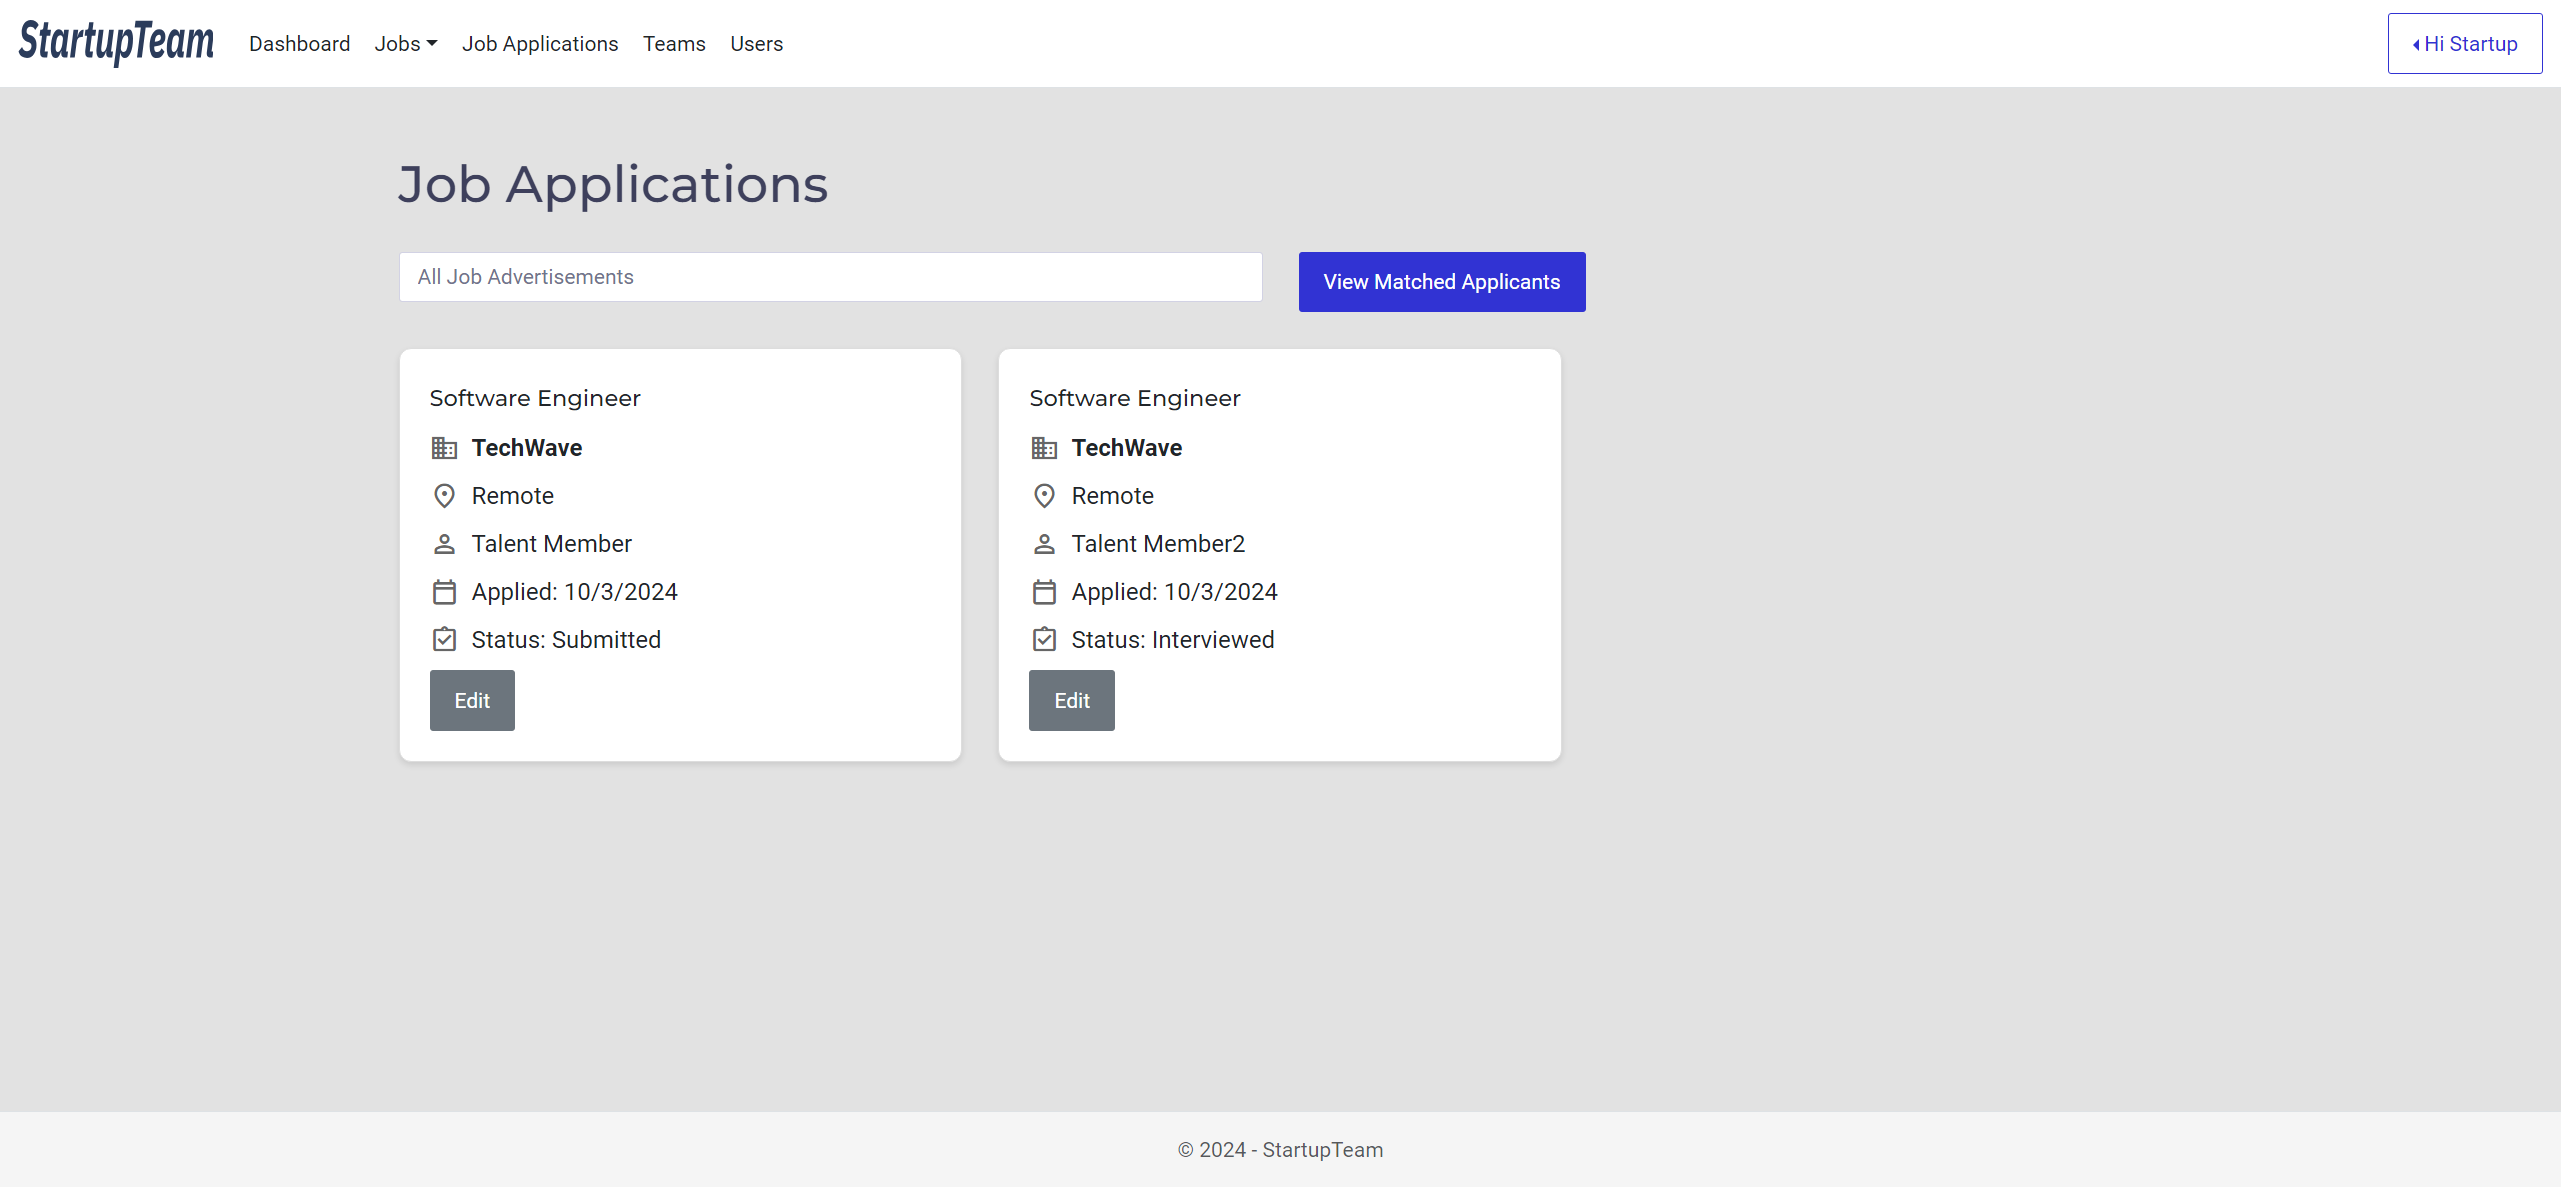 StartupTeam Dashboard Jobs Job Applications Teams Users Hi Startup
Job Applications
All Job Advertisements View Matched Applicants
Software Engineer
TechWave
Remote
Talent Member
Applied: 10/3/2024
Status: Submitted
Edit
Software Engineer
TechWave
Remote
Talent Member2
Applied: 10/3/2024
Status: Interviewed
Edit
© 2024 - StartupTeam